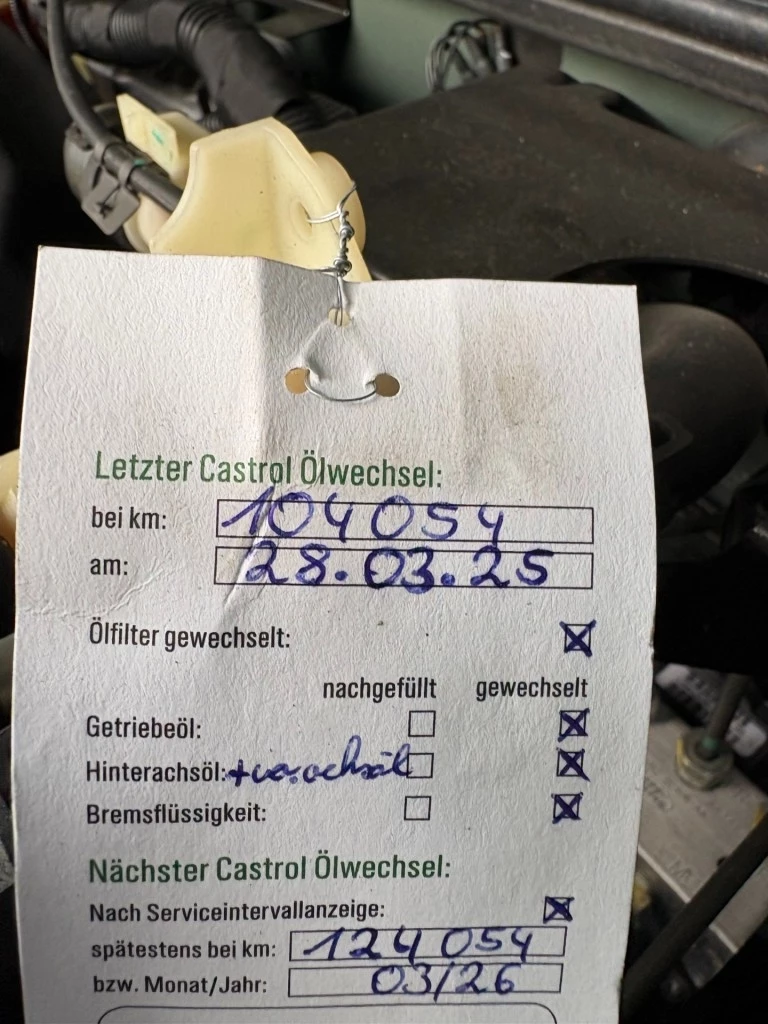 Letzter Castrol Ölwechsel:
bei km: 104054
am: 28.03.25
Ölfilter gewechselt:
nachgefüllt gewechselt
Getriebeöl:
Hinterachsöl:
Bremsflüssigkeit:
Nächster Castrol Ölwechsel:
Nach Serviceintervallanzeige:
spätestens bei km: 124054
bzw. Monat/Jahr: 03/26